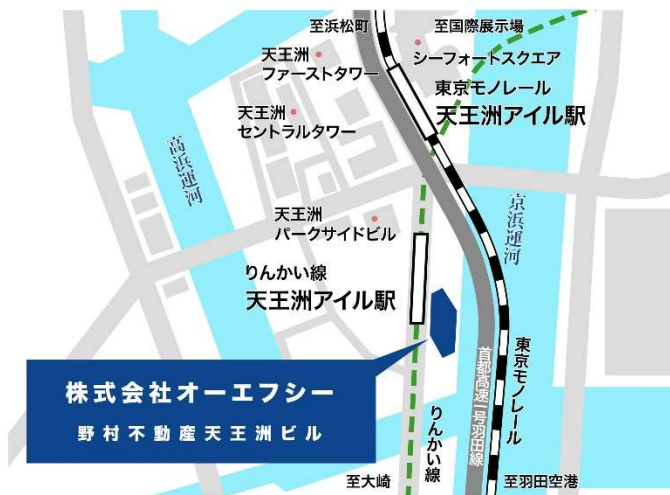 至浜松町
至国際展示場
天王洲
ファーストタワー
シーフォートスクエア
東京モノレール
天王洲アイル駅
天王洲
セントラルタワー
高浜運河
京浜運河
天王洲
パークサイドビル
りんかい線
天王洲アイル駅
株式会社オーエフシー
野村不動産天王洲ビル
首都高速一号羽田線
東京モノレール
りんかい線
至大崎
至羽田空港